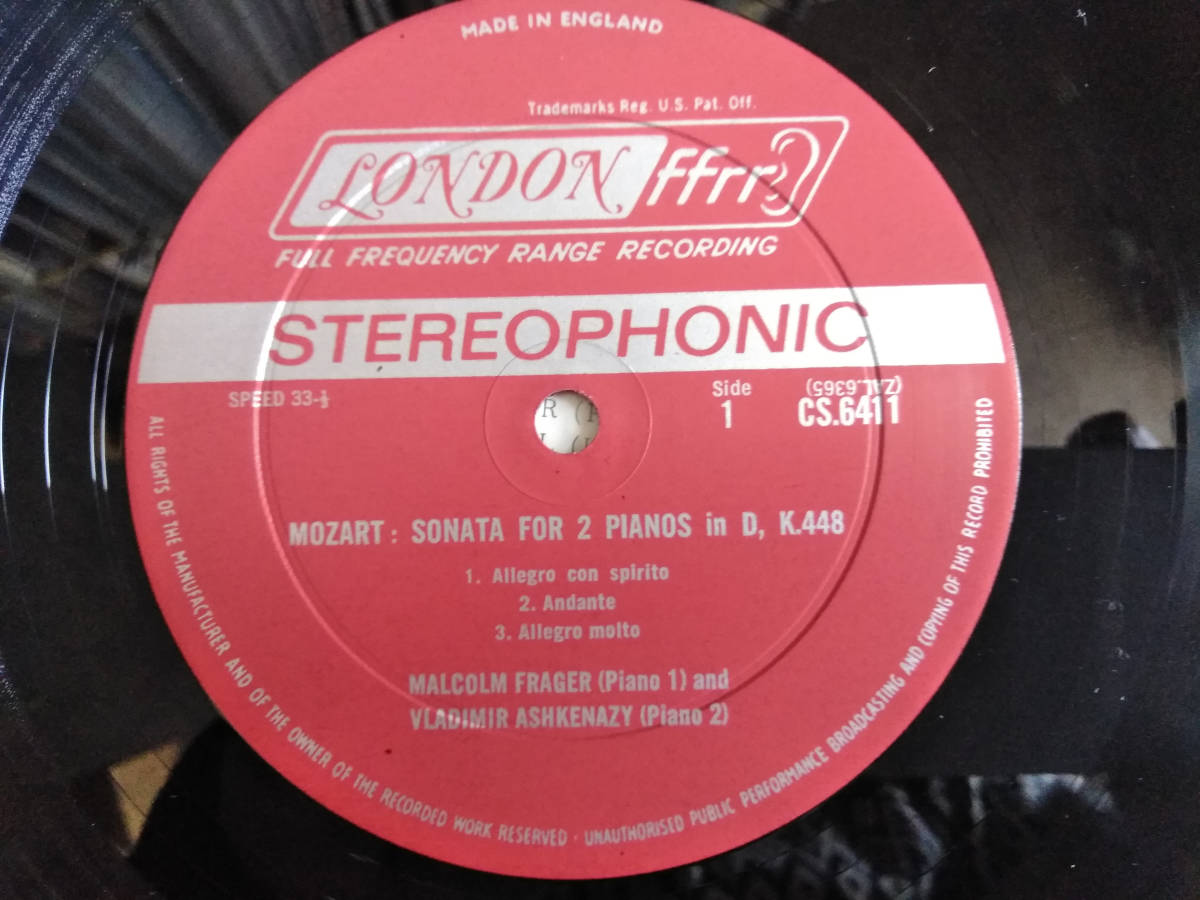 MADE IN ENGLAND
Trademarks Reg. U.S. Pat. Off.
LONDON ffrr
FULL FREQUENCY RANGE RECORDING
STEREOPHONIC
SPEED 33-⅓
Side
1
(ZAL.6365)
CS.6411
MOZART: SONATA FOR 2 PIANOS in D, K.448
1. Allegro con spirito
2. Andante
3. Allegro molto
MALCOLM FRAGER (Piano 1) and
VLADIMIR ASHKENAZY (Piano 2)
ALL RIGHTS OF THE MANUFACTURER AND OF THE OWNER OF THE RECORDED WORK RESERVED · UNAUTHORISED PUBLIC PERFORMANCE BROADCASTING AND COPYING OF THIS RECORD PROHIBITED